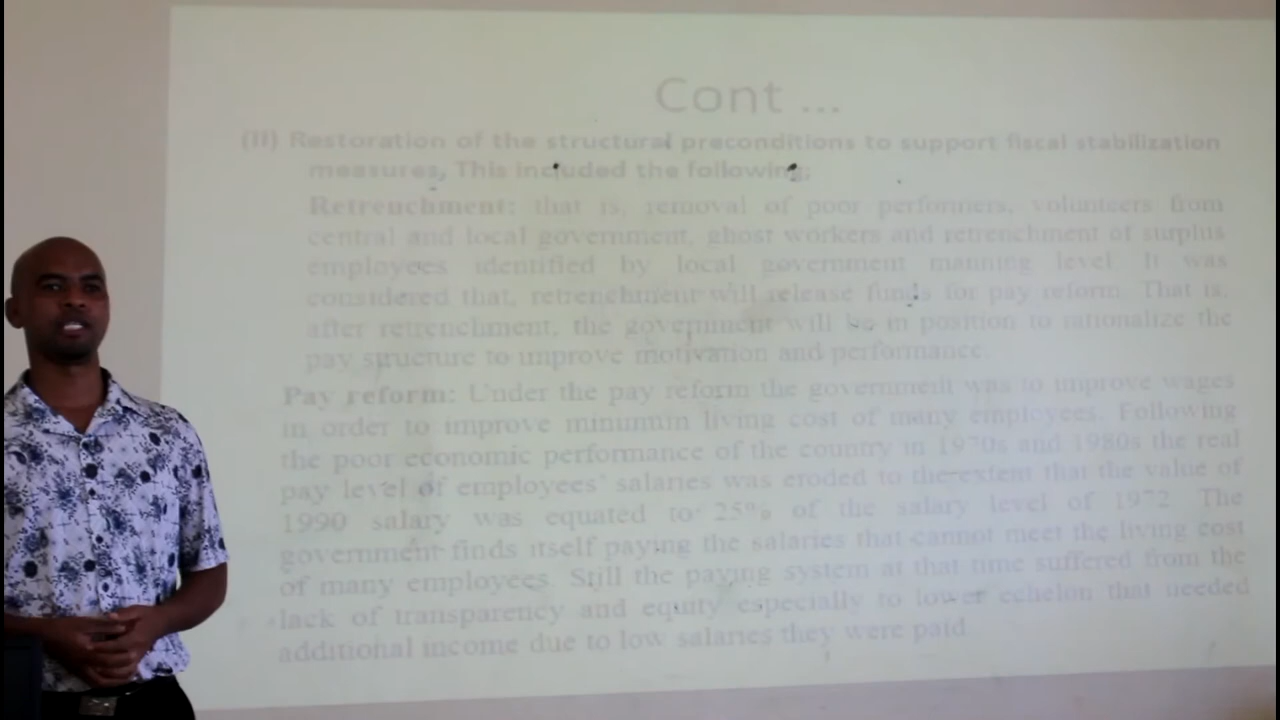 Cont ...
(II) Restoration of the structural preconditions to support fiscal stabilization
measures, This included the following;
Retrenchment: that is, removal of poor performers, volunteers from
central and local government, ghost workers and retrenchment of surplus
employees identified by local government manning level. It was
considered that, retrenchment will release funds for pay reform. That is,
after retrenchment, the government will be in position to rationalize the
pay structure to improve motivation and performance.
Pay reform: Under the pay reform the government was to improve wages
in order to improve minimum living cost of many employees. Following
the poor economic performance of the country in 1970s and 1980s the real
pay level of employees' salaries was eroded to the extent that the value of
1990 salary was equated to 25% of the salary level of 1972. The
government finds itself paying the salaries that cannot meet the living cost
of many employees. Still the paying system at that time suffered from the
lack of transparency and equity especially to lower echelon that needed
additional income due to low salaries they were paid